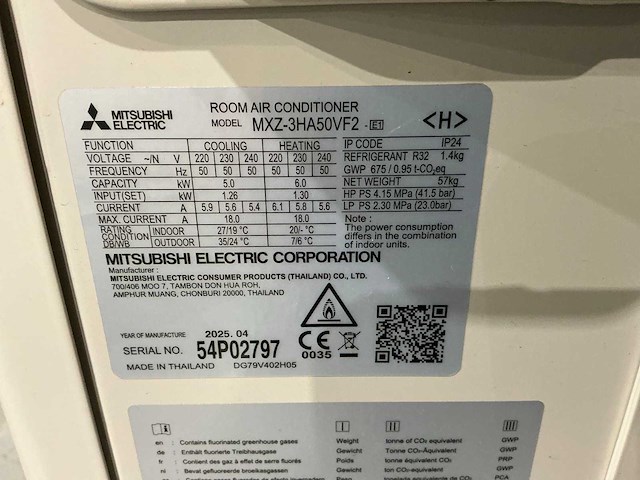 MITSUBISHI ELECTRIC
ROOM AIR CONDITIONER
MODEL MXZ-3HA50VF2 - E1
<H>
FUNCTION COOLING HEATING
VOLTAGE ~/N V 220 230 240 220 230 240
FREQUENCY Hz 50 50 50 50 50 50
CAPACITY kW 5.0 6.0
INPUT(SET) kW 1.26 1.30
CURRENT A 5.9 5.6 5.4 6.1 5.8 5.6
MAX. CURRENT A 18.0 18.0
RATING CONDITION DB/WB INDOOR 27/19 °C 20/- °C
OUTDOOR 35/24 °C 7/6 °C
IP CODE IP24
REFRIGERANT R32 1.4kg
GWP 675 / 0.95 t-CO₂eq
NET WEIGHT 57kg
HP PS 4.15 MPa (41.5 bar)
LP PS 2.30 MPa (23.0bar)
Note :
The power consumption
differs in the combination
of indoor units.
MITSUBISHI ELECTRIC CORPORATION
Manufacturer :
MITSUBISHI ELECTRIC CONSUMER PRODUCTS (THAILAND) CO., LTD.
700/406 MOO 7, TAMBON DON HUA ROH,
AMPHUR MUANG, CHONBURI 20000, THAILAND
YEAR OF MANUFACTURE 2025.04
SERIAL NO. 54P02797
CE 0035
MADE IN THAILAND DG79V402H05
I II III
en : Contains fluorinated greenhouse gases Weight tonne of CO₂ equivalent GWP
de : Enthält fluorierte Treibhausgase Gewicht Tonne CO₂-Äquivalent GWP
fr : Contient des gaz à effet de serre fluorés Poids tonne équivalent CO₂ PRP
nl : Bevat gefluoreerde broeikasgassen Gewicht ton CO₂-equivalent GWP
PCA